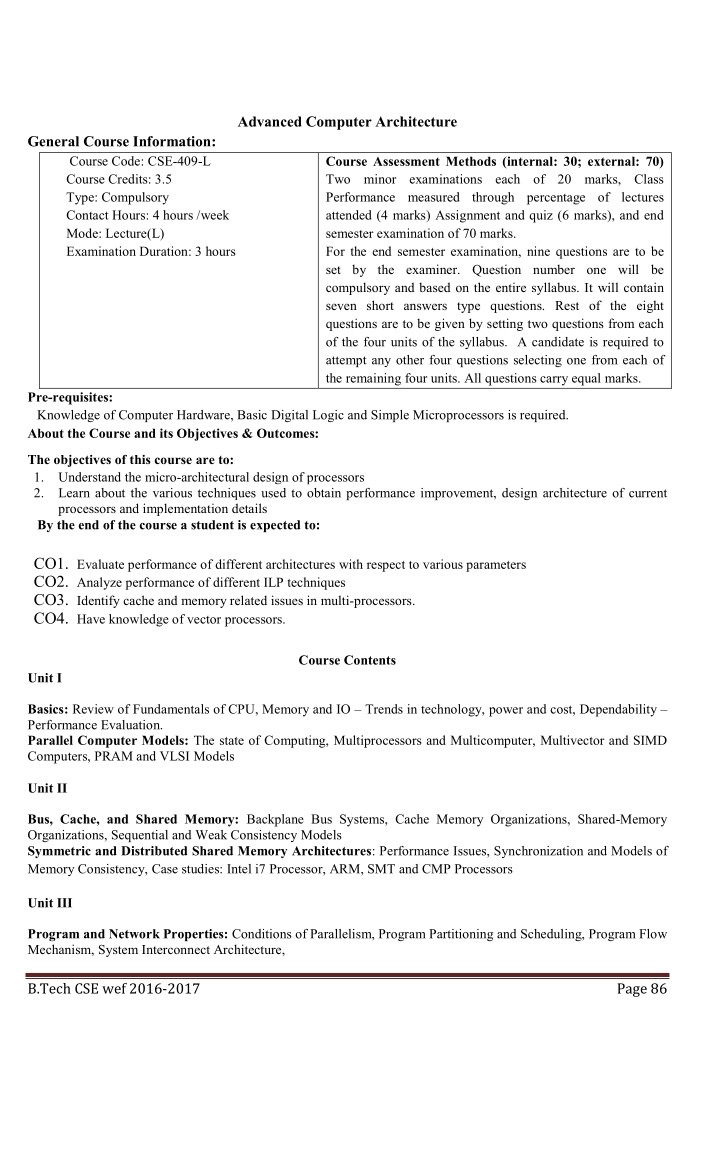 Advanced Computer Architecture
General Course Information:
Course Code: CSE-409-L
Course Credits: 3.5
Type: Compulsory
Contact Hours: 4 hours /week
Mode: Lecture(L)
Examination Duration: 3 hours
Course Assessment Methods (internal: 30; external: 70)
Two minor examinations each of 20 marks, Class
Performance measured through percentage of lectures
attended (4 marks) Assignment and quiz (6 marks), and end
semester examination of 70 marks.
For the end semester examination, nine questions are to be
set by the examiner. Question number one will be
compulsory and based on the entire syllabus. It will contain
seven short answers type questions. Rest of the eight
questions are to be given by setting two questions from each
of the four units of the syllabus. A candidate is required to
attempt any other four questions selecting one from each of
the remaining four units. All questions carry equal marks.
Pre-requisites:
Knowledge of Computer Hardware, Basic Digital Logic and Simple Microprocessors is required.
About the Course and its Objectives & Outcomes:
The objectives of this course are to:
1. Understand the micro-architectural design of processors
2. Learn about the various techniques used to obtain performance improvement, design architecture of current
processors and implementation details
By the end of the course a student is expected to:
CO1. Evaluate performance of different architectures with respect to various parameters
CO2. Analyze performance of different ILP techniques
CO3. Identify cache and memory related issues in multi-processors.
CO4. Have knowledge of vector processors.
Course Contents
Unit I
Basics: Review of Fundamentals of CPU, Memory and IO – Trends in technology, power and cost, Dependability –
Performance Evaluation.
Parallel Computer Models: The state of Computing, Multiprocessors and Multicomputer, Multivector and SIMD
Computers, PRAM and VLSI Models
Unit II
Bus, Cache, and Shared Memory: Backplane Bus Systems, Cache Memory Organizations, Shared-Memory
Organizations, Sequential and Weak Consistency Models
Symmetric and Distributed Shared Memory Architectures: Performance Issues, Synchronization and Models of
Memory Consistency, Case studies: Intel i7 Processor, ARM, SMT and CMP Processors
Unit III
Program and Network Properties: Conditions of Parallelism, Program Partitioning and Scheduling, Program Flow
Mechanism, System Interconnect Architecture,
B.Tech CSE wef 2016-2017 Page 86